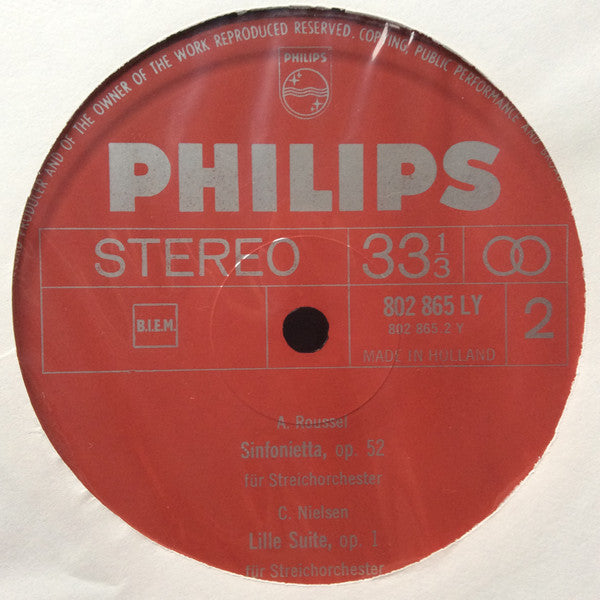 PRODUCER AND OF THE OWNER OF THE WORK REPRODUCED RESERVED. COPYING, PUBLIC PERFORMANCE AND
PHILIPS
PHILIPS
STEREO
33 1/3
B.I.E.M.
802 865 LY
802 865.2 Y
2
MADE IN HOLLAND
A. Roussel
Sinfonietta, op. 52
für Streichorchester
C. Nielsen
Lille Suite, op. 1
für Streichorchester